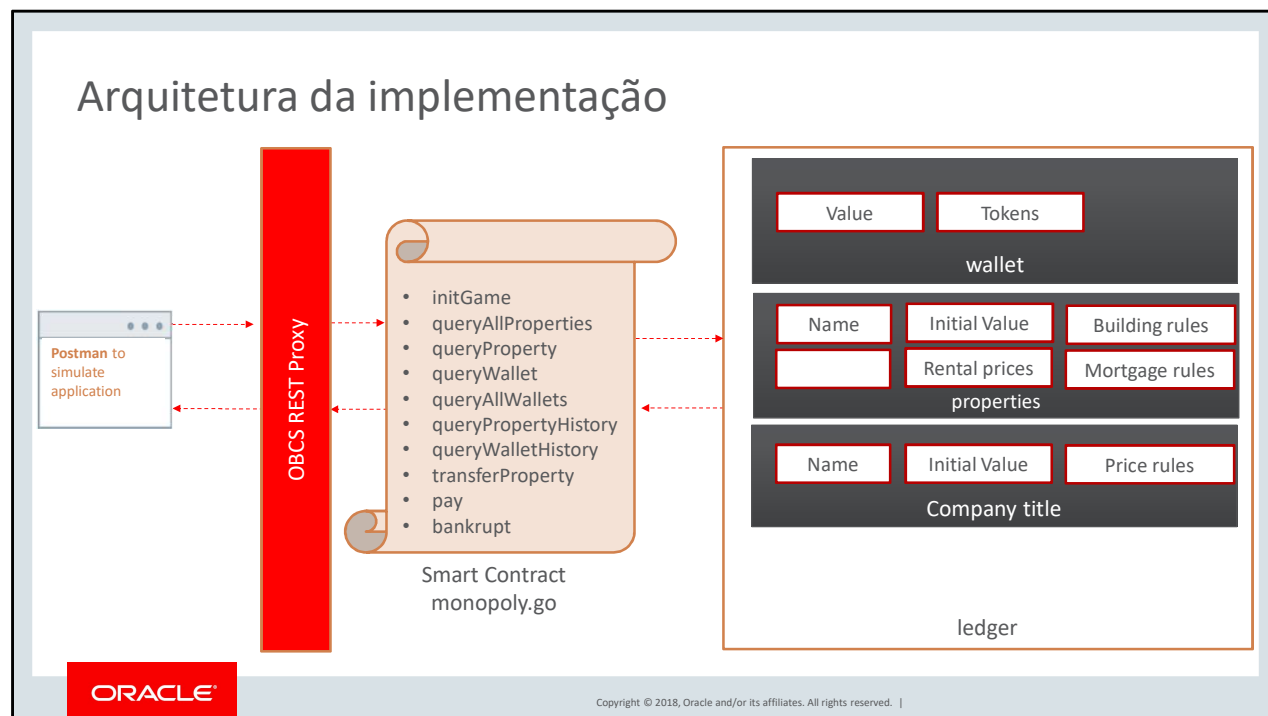 Arquitetura da implementação
Postman to
simulate
application
OBCS REST Proxy
• initGame
• queryAllProperties
• queryProperty
• queryWallet
• queryAllWallets
• queryPropertyHistory
• queryWalletHistory
• transferProperty
• pay
• bankrupt
Smart Contract
monopoly.go
Value Tokens
wallet
Name Initial Value Building rules
Rental prices Mortgage rules
properties
Name Initial Value Price rules
Company title
ledger
ORACLE®
Copyright © 2018, Oracle and/or its affiliates. All rights reserved. |